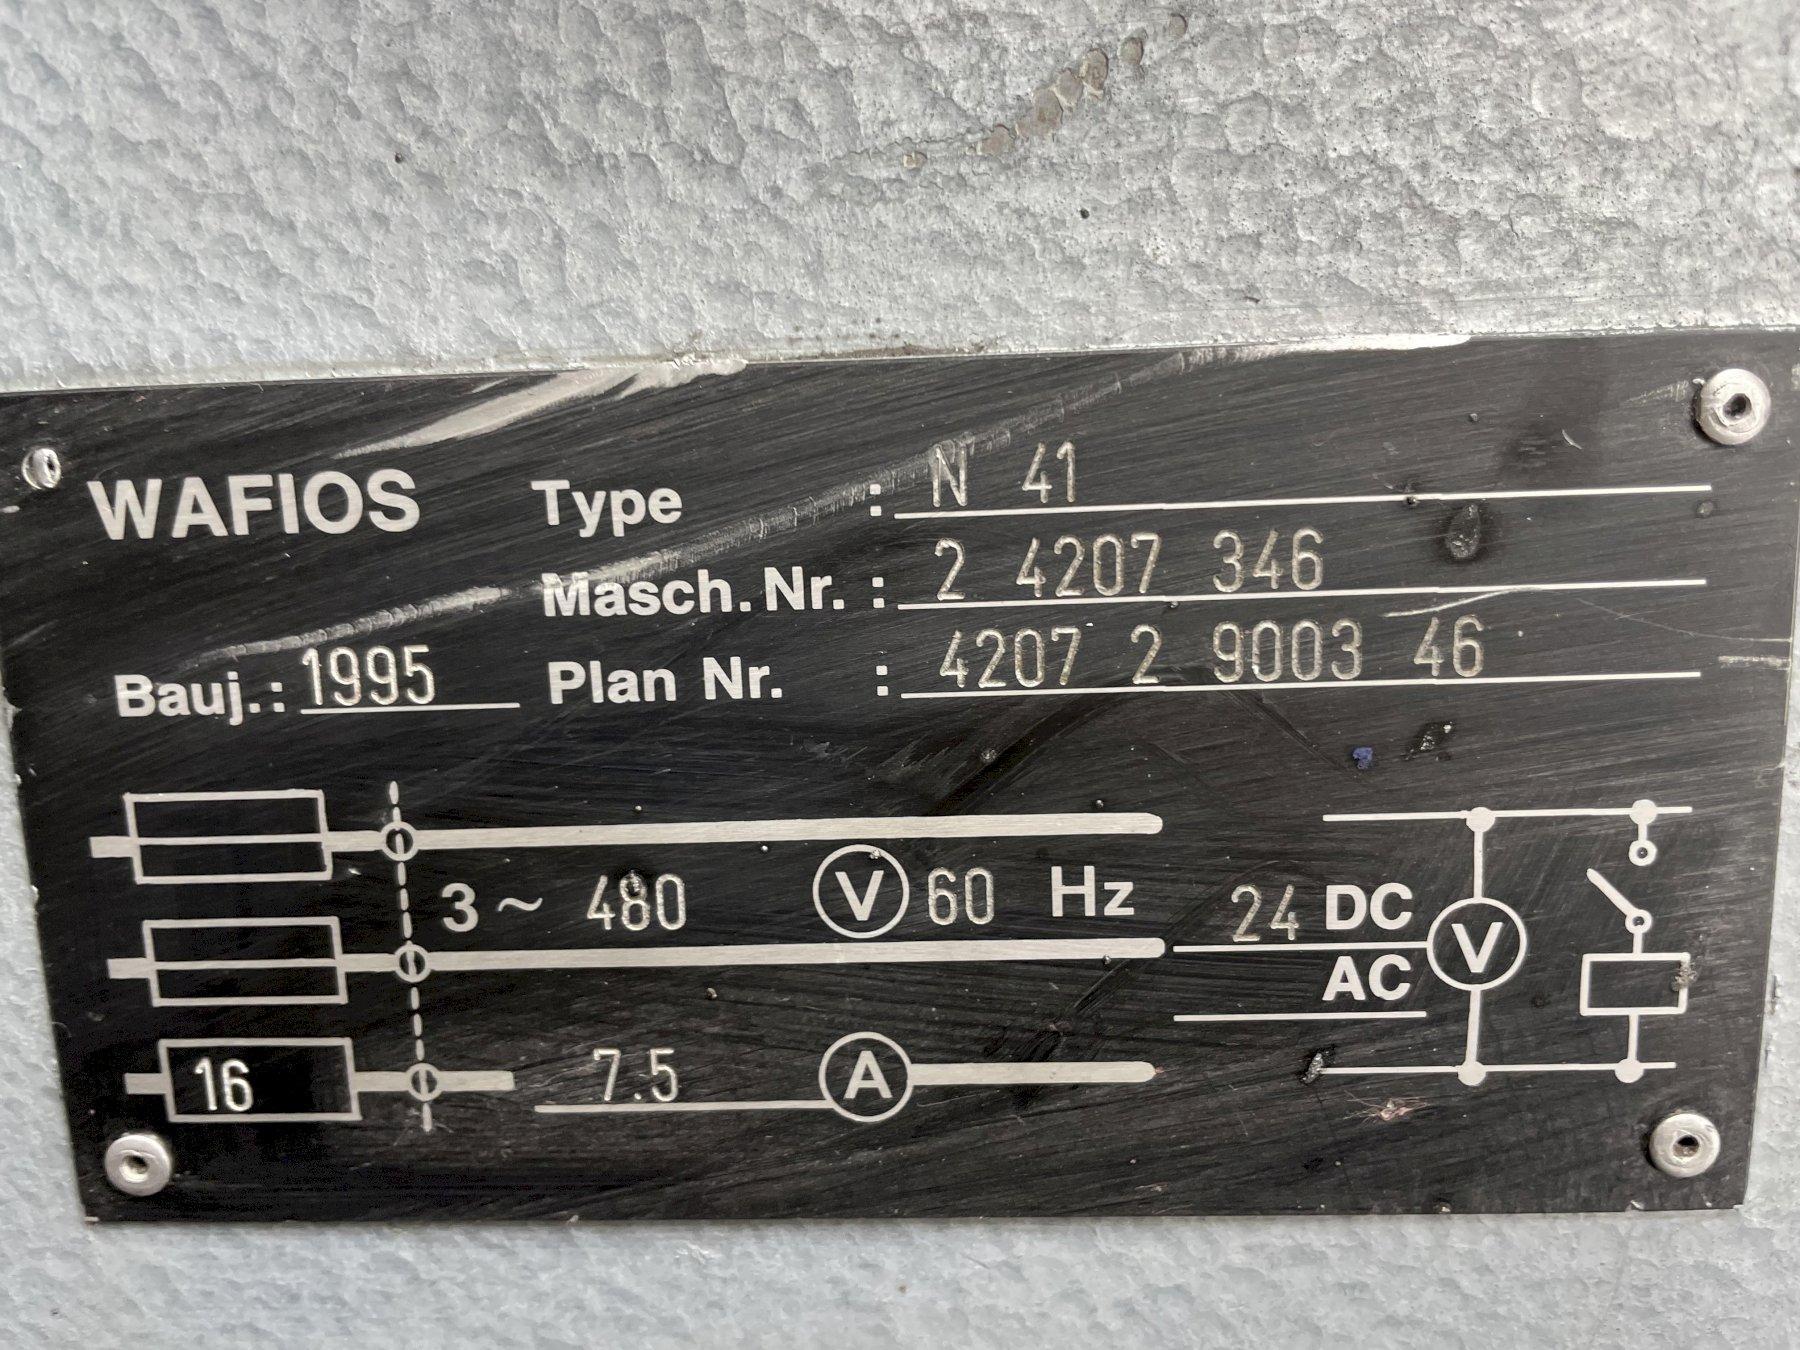 WAFIOS Type : N 41
Masch. Nr. : 2 4207 346
Bauj.: 1995 Plan Nr. : 4207 2 9003 46
3 ~ 480 V 60 Hz
24 DC V
AC
16 7.5 A